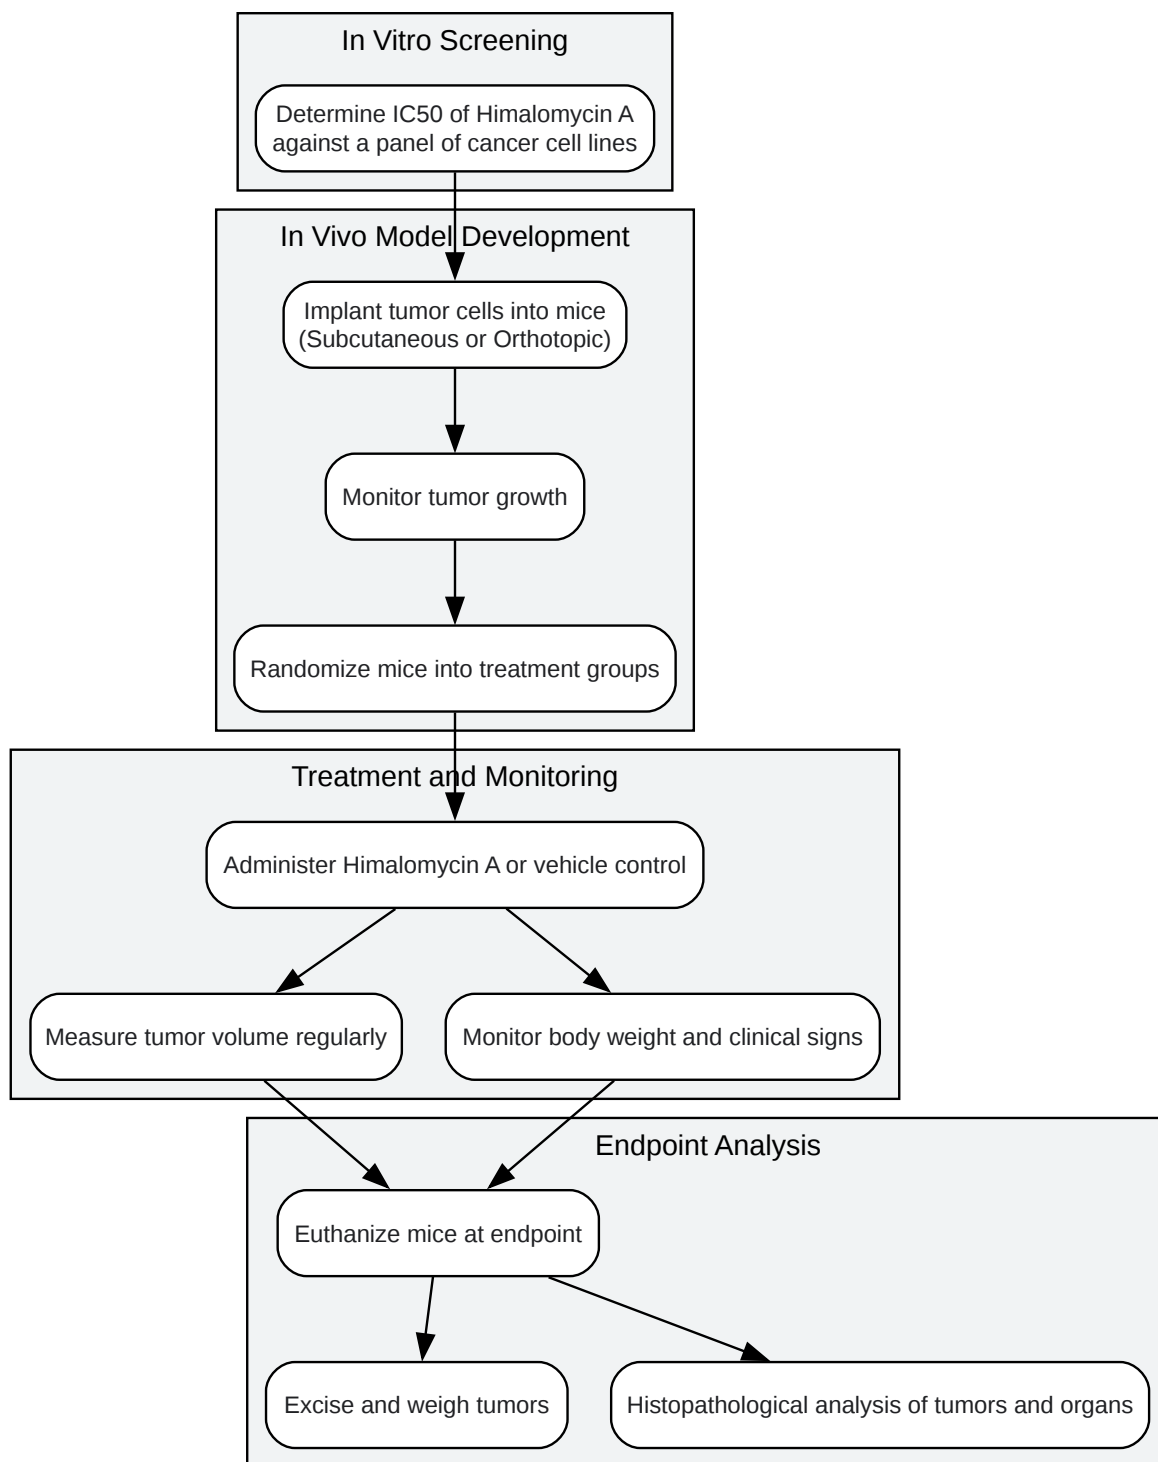 In Vitro Screening
Determine IC50 of Himalomycin A
against a panel of cancer cell lines
In Vivo Model Development
Implant tumor cells into mice
(Subcutaneous or Orthotopic)
Monitor tumor growth
Randomize mice into treatment groups
Treatment and Monitoring
Administer Himalomycin A or vehicle control
Measure tumor volume regularly
Monitor body weight and clinical signs
Endpoint Analysis
Euthanize mice at endpoint
Excise and weigh tumors
Histopathological analysis of tumors and organs